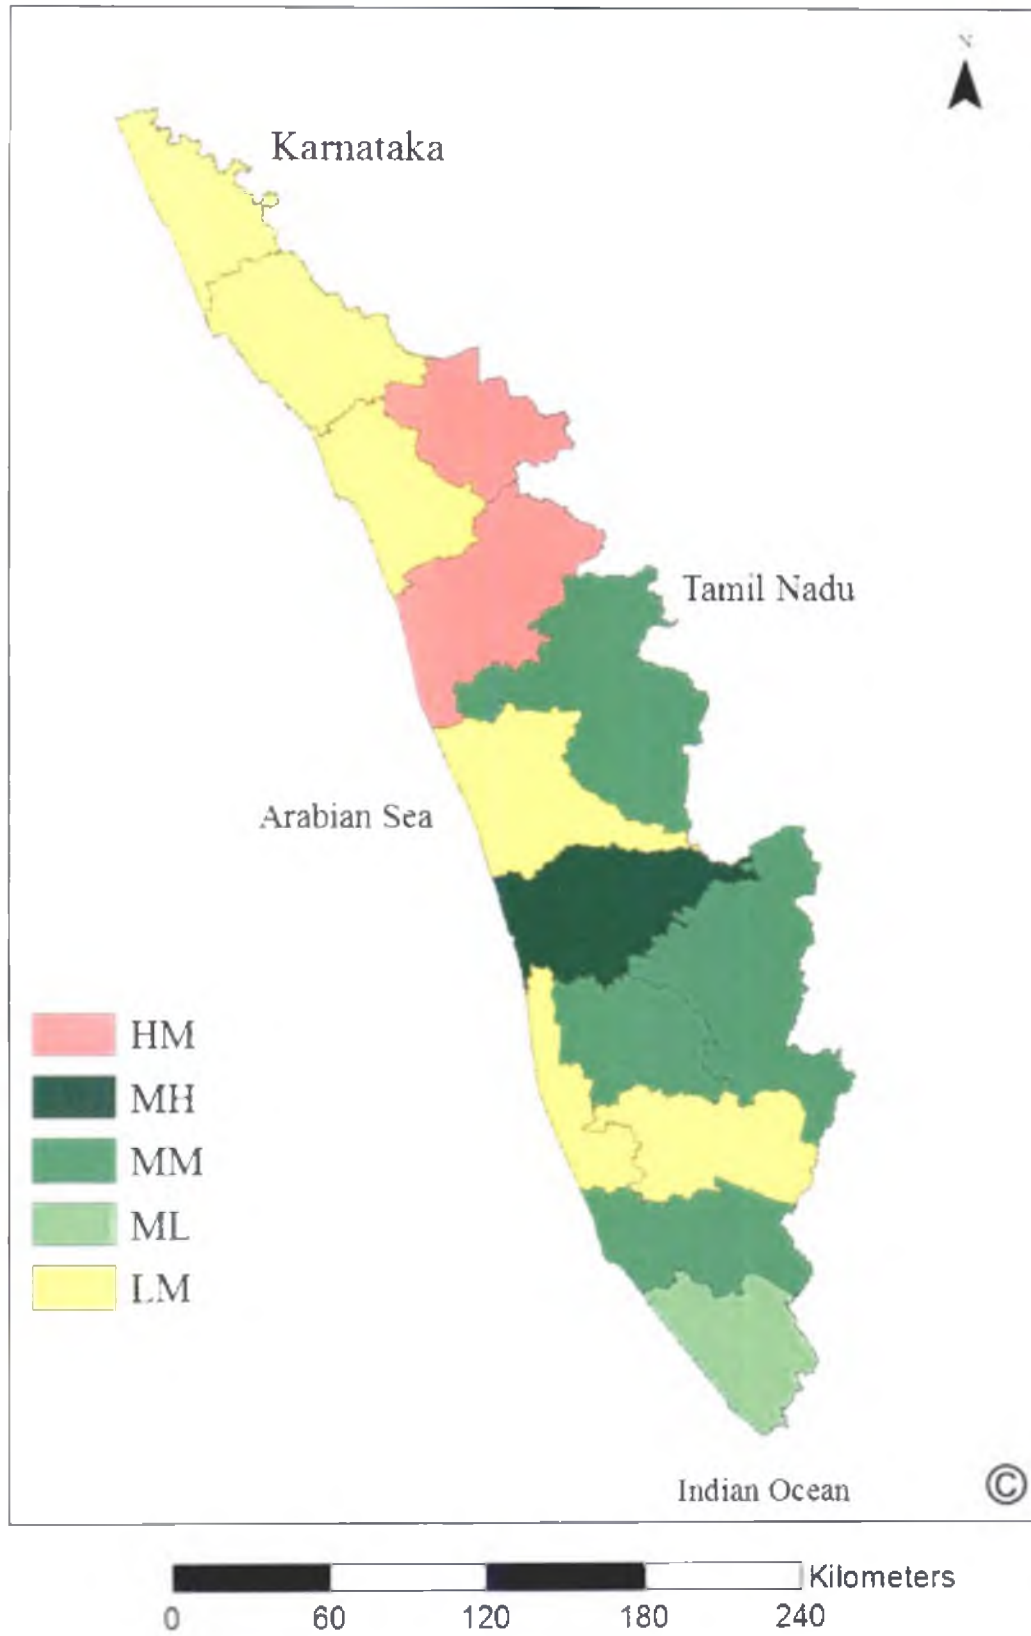 N
Karnataka
Tamil Nadu
Arabian Sea
HM
MH
MM
ML
LM
Indian Ocean
©
Kilometers
0 60 120 180 240